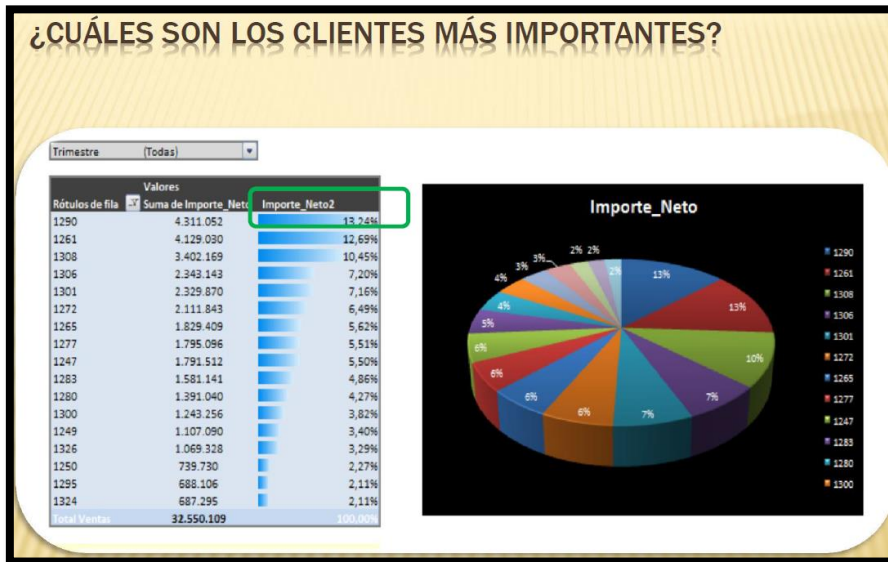 ¿CUÁLES SON LOS CLIENTES MÁS IMPORTANTES?
Trimestre (Todas)
Valores
Rótulos de fila Suma de Importe_Neto Importe_Neto2
1290 4.311.052 13,24%
1261 4.129.030 12,69%
1308 3.402.169 10,45%
1306 2.343.143 7,20%
1301 2.329.870 7,16%
1272 2.111.843 6,49%
1265 1.829.409 5,62%
1277 1.795.096 5,51%
1247 1.791.512 5,50%
1283 1.581.141 4,86%
1280 1.391.040 4,27%
1300 1.243.256 3,82%
1249 1.107.090 3,40%
1326 1.069.328 3,29%
1250 739.730 2,27%
1295 688.106 2,11%
1324 687.295 2,11%
Total Ventas 32.550.109 100,00%
Importe_Neto
13%
13%
10%
7%
7%
6%
6%
6%
6%
5%
4%
4%
3%
3%
2%
2%
2%
1290
1261
1308
1306
1301
1272
1265
1277
1247
1283
1280
1300